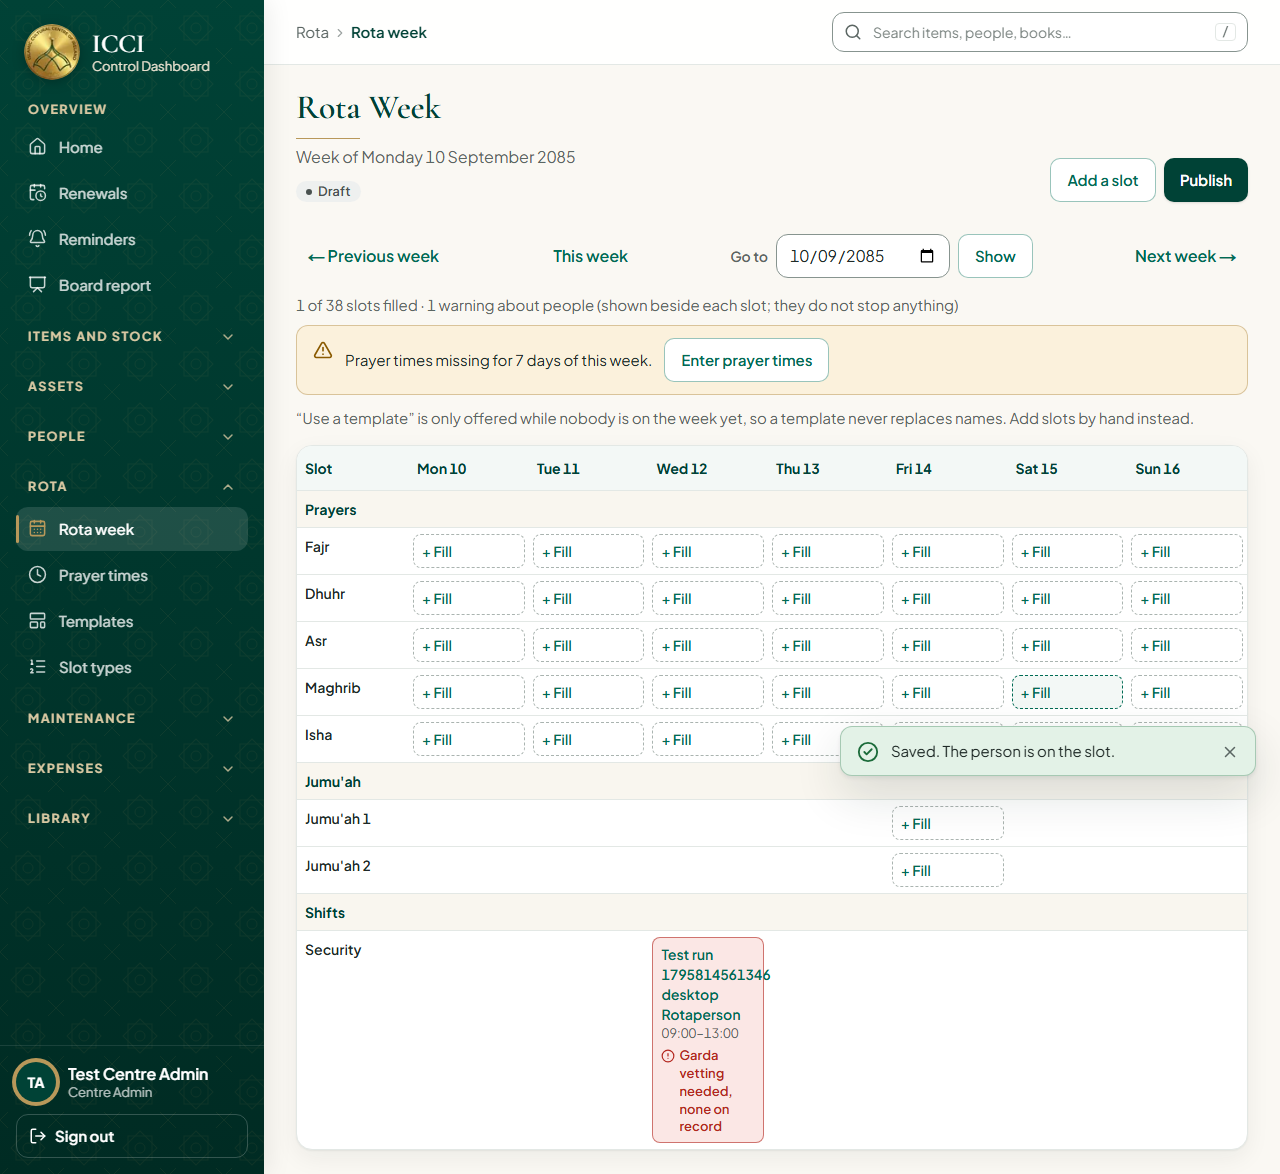 ICCI
Control Dashboard
OVERVIEW
Home
Renewals
Reminders
Board report
ITEMS AND STOCK
ASSETS
PEOPLE
ROTA
Rota week
Prayer times
Templates
Slot types
MAINTENANCE
EXPENSES
LIBRARY
TA
Test Centre Admin
Centre Admin
Sign out
Rota › Rota week
Search items, people, books… /
Rota Week
Week of Monday 10 September 2085
Draft
Add a slot
Publish
← Previous week
This week
Go to 10/09/2085 Show
Next week →
1 of 38 slots filled · 1 warning about people (shown beside each slot; they do not stop anything)
Prayer times missing for 7 days of this week. Enter prayer times
“Use a template” is only offered while nobody is on the week yet, so a template never replaces names. Add slots by hand instead.
Slot Mon 10 Tue 11 Wed 12 Thu 13 Fri 14 Sat 15 Sun 16
Prayers
Fajr + Fill + Fill + Fill + Fill + Fill + Fill + Fill
Dhuhr + Fill + Fill + Fill + Fill + Fill + Fill + Fill
Asr + Fill + Fill + Fill + Fill + Fill + Fill + Fill
Maghrib + Fill + Fill + Fill + Fill + Fill + Fill + Fill
Isha + Fill + Fill + Fill + Fill
Saved. The person is on the slot.
Jumu'ah
Jumu'ah 1 + Fill
Jumu'ah 2 + Fill
Shifts
Security
Test run
1795814561346
desktop
Rotaperson
09:00–13:00
Garda
vetting
needed,
none on
record